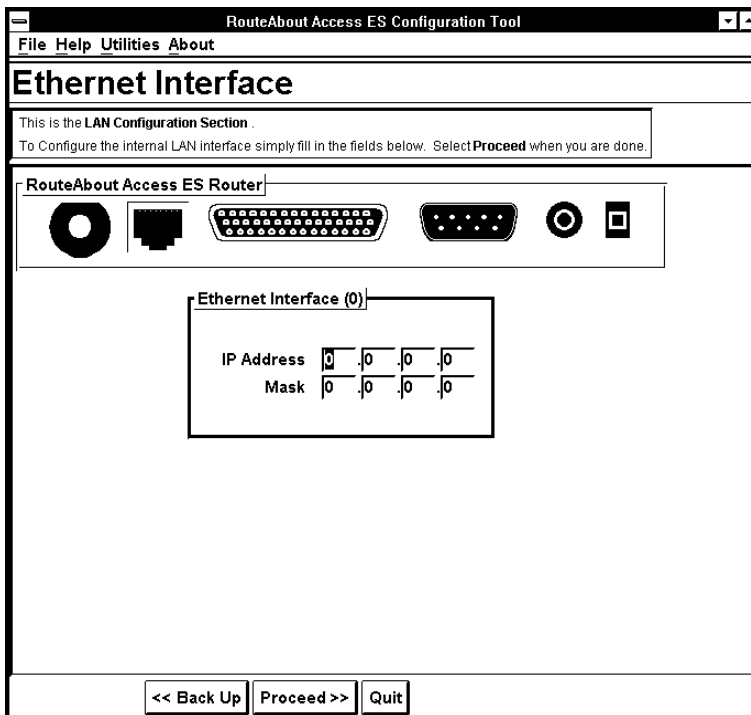 RouteAbout Access ES Configuration Tool
File Help Utilities About
Ethernet Interface
This is the LAN Configuration Section .
To Configure the internal LAN interface simply fill in the fields below. Select Proceed when you are done.
RouteAbout Access ES Router
Ethernet Interface (0)
IP Address 0 .0 .0 .0
Mask 0 .0 .0 .0
<< Back Up Proceed >> Quit